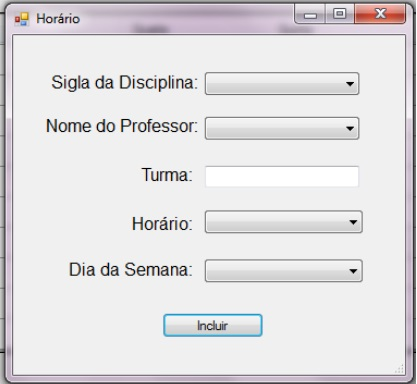 Horário
Sigla da Disciplina:
Nome do Professor:
Turma:
Horário:
Dia da Semana:
Incluir